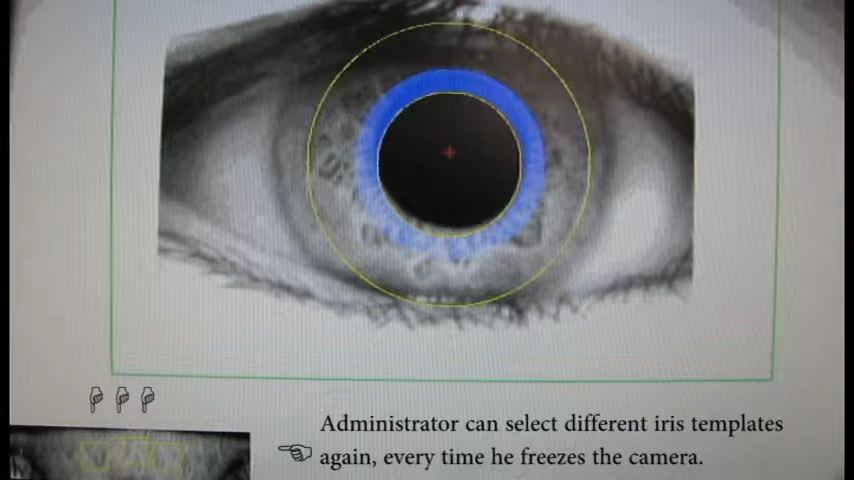 Administrator can select different iris templates
again, every time he freezes the camera.